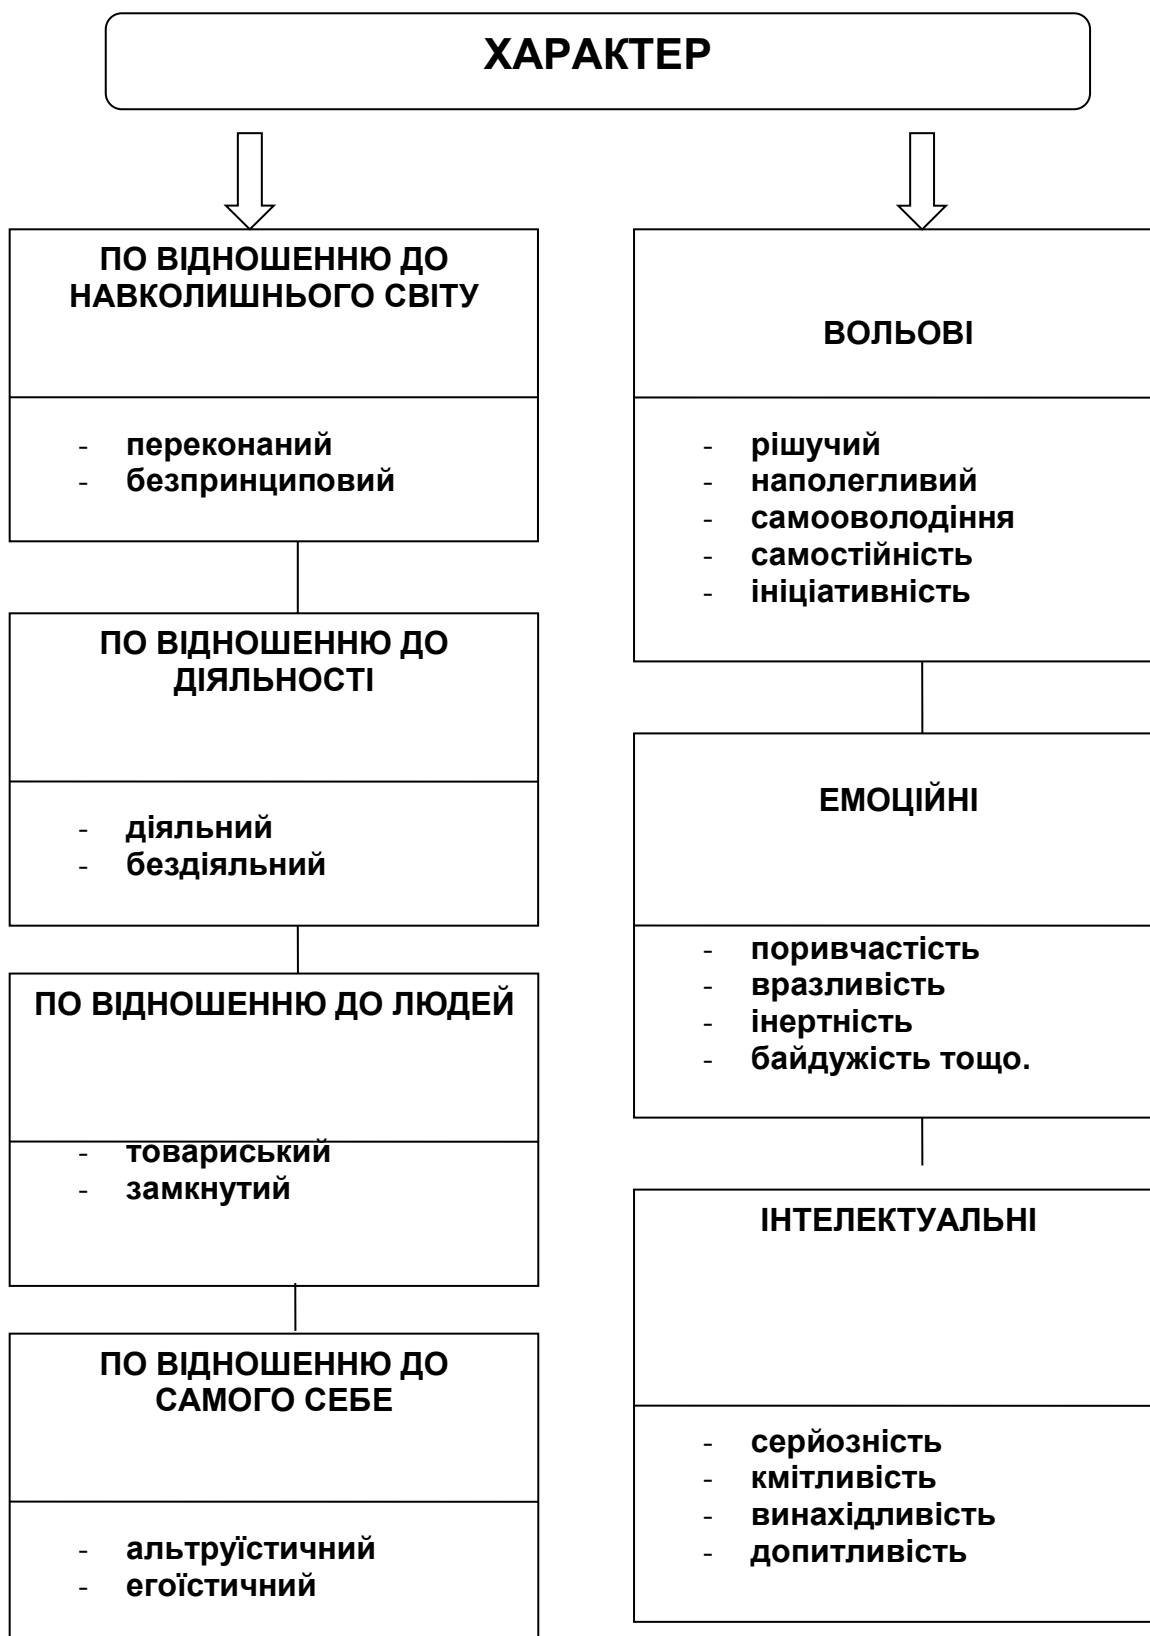 ХАРАКТЕР
ПО ВІДНОШЕННЮ ДО
НАВКОЛИШНЬОГО СВІТУ
- переконаний
- безпринциповий
ПО ВІДНОШЕННЮ ДО
ДІЯЛЬНОСТІ
- діяльний
- бездіяльний
ПО ВІДНОШЕННЮ ДО ЛЮДЕЙ
- товариський
- замкнутий
ПО ВІДНОШЕННЮ ДО
САМОГО СЕБЕ
- альтруїстичний
- егоїстичний
ВОЛЬОВІ
- рішучий
- наполегливий
- самооволодіння
- самостійність
- ініціативність
ЕМОЦІЙНІ
- поривчастість
- вразливість
- інертність
- байдужість тощо.
ІНТЕЛЕКТУАЛЬНІ
- серйозність
- кмітливість
- винахідливість
- допитливість